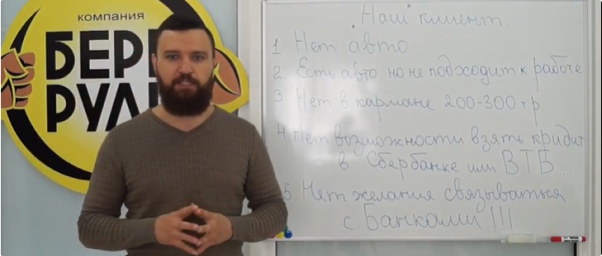 компания
БЕРИ
РУЛ
Наш клиент.
1 Нет авто
2. Есть авто но не подходит к работе
3. Нет в кармане 200-300 т р
4 Нет возможности взять кридит
в Сбербанке или ВТБ...
5 Нет желания связываться
с Банками !!!